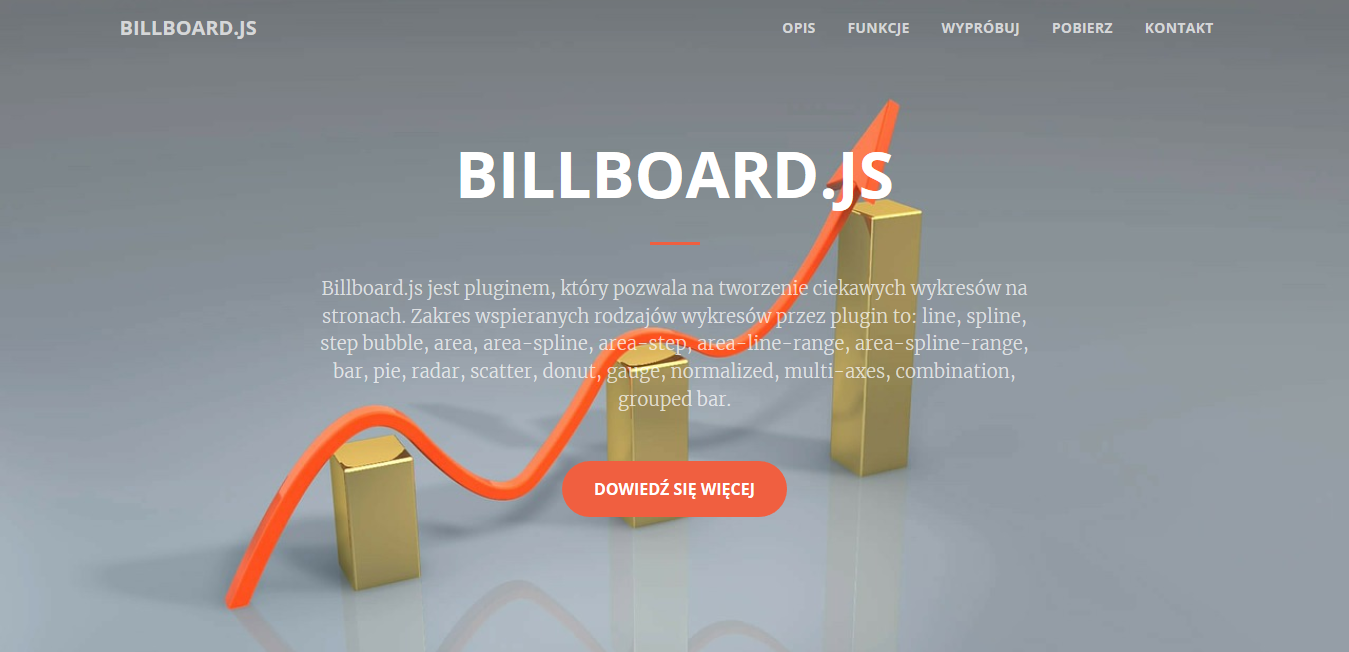 BILLBOARD.JS
OPIS FUNKCJE WYPRÓBUJ POBIERZ KONTAKT
BILLBOARD.JS
Billboard.js jest pluginem, który pozwala na tworzenie ciekawych wykresów na
stronach. Zakres wspieranych rodzajów wykresów przez plugin to: line, spline,
step bubble, area, area-spline, area-step, area-line-range, area-spline-range,
bar, pie, radar, scatter, donut, gauge, normalized, multi-axes, combination,
grouped bar.
DOWIEDŹ SIĘ WIĘCEJ